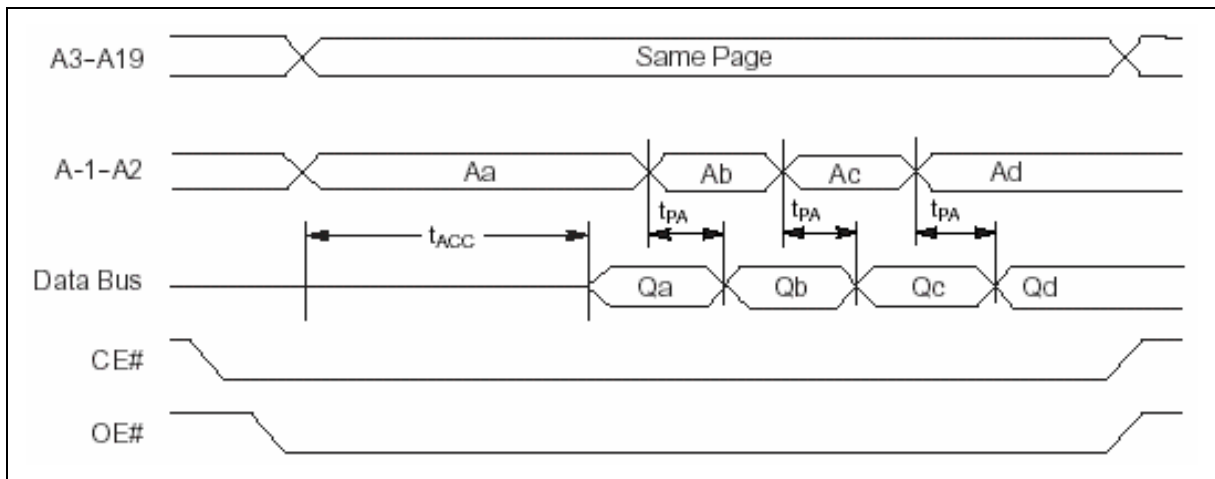 A3–A19 Same Page
A-1–A2 Aa Ab Ac Ad
tPA tPA tPA
tACC
Data Bus Qa Qb Qc Qd
CE#
OE#